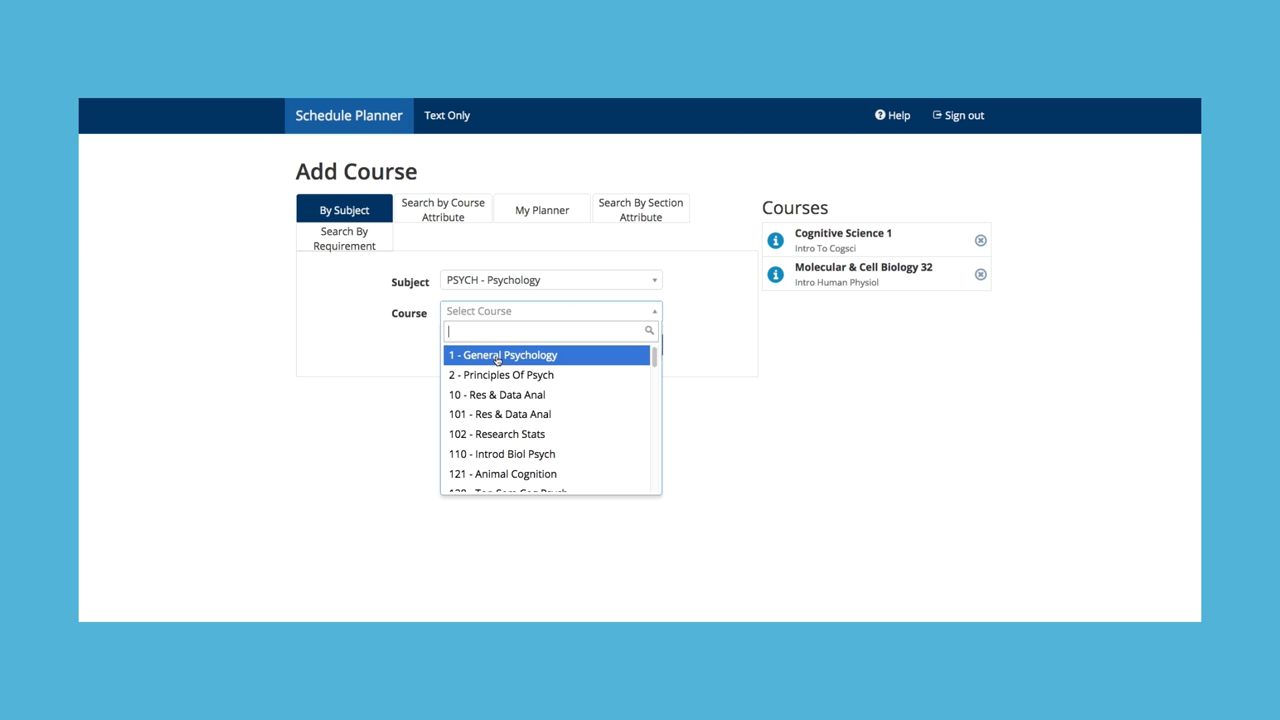 Schedule Planner
Text Only
Help
Sign out
Add Course
By Subject
Search by Course
Attribute
My Planner
Search By Section
Attribute
Search By
Requirement
Courses
Cognitive Science 1
Intro To Cogsci
Molecular & Cell Biology 32
Intro Human Physiol
Subject
PSYCH - Psychology
Course
Select Course
1 - General Psychology
2 - Principles Of Psych
10 - Res & Data Anal
101 - Res & Data Anal
102 - Research Stats
110 - Introd Biol Psych
121 - Animal Cognition